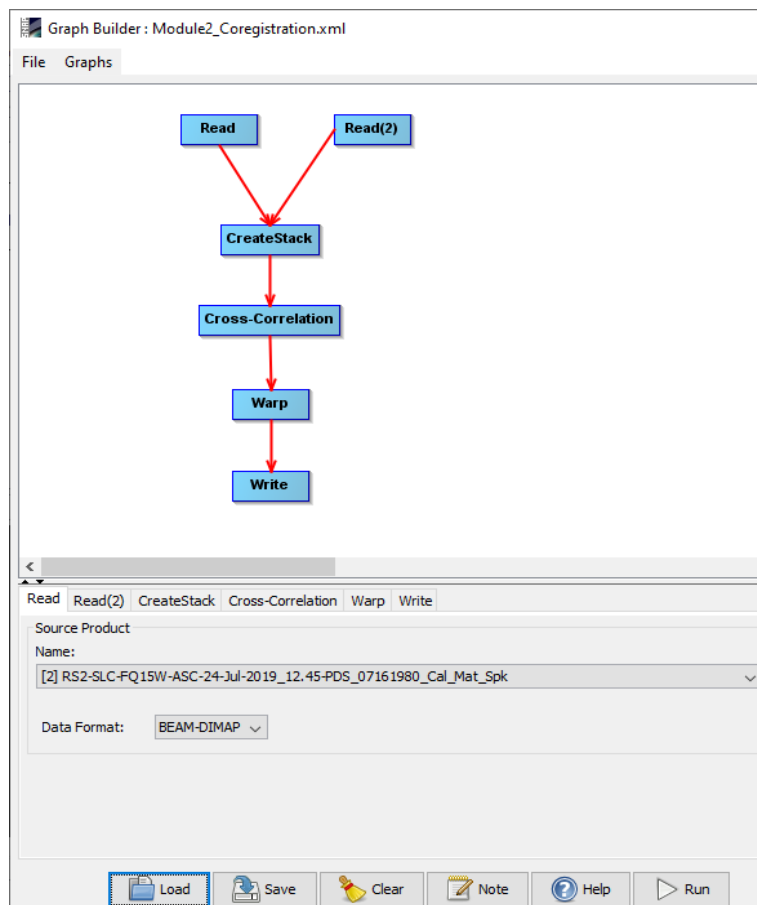 Graph Builder : Module2_Coregistration.xml
File Graphs
Read Read(2)
CreateStack
Cross-Correlation
Warp
Write
Read Read(2) CreateStack Cross-Correlation Warp Write
Source Product
Name:
[2] RS2-SLC-FQ15W-ASC-24-Jul-2019_12.45-PDS_07161980_Cal_Mat_Spk
Data Format: BEAM-DIMAP
Load Save Clear Note Help Run